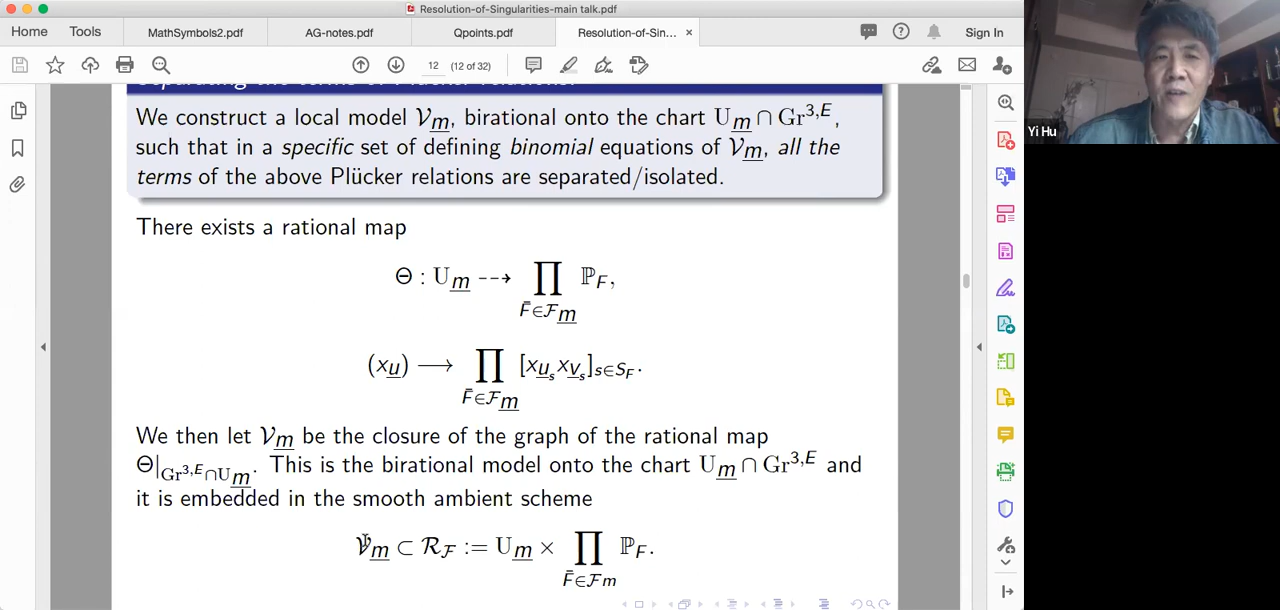 Resolution-of-Singularities-main talk.pdf
Home Tools MathSymbols2.pdf AG-notes.pdf Qpoints.pdf Resolution-of-Sin... × Sign In
12 (12 of 32)
We construct a local model 𝒱_m, birational onto the chart U_m ∩ Gr^{3,E},
such that in a specific set of defining binomial equations of 𝒱_m, all the
terms of the above Plücker relations are separated/isolated.
There exists a rational map
Θ : U_m ⇢ ∏_{F̄∈ℱ_m} ℙ_F,
(x_u) ⟶ ∏_{F̄∈ℱ_m} [x_{u_s} x_{v_s}]_{s∈S_F}.
We then let 𝒱_m be the closure of the graph of the rational map
Θ|_{Gr^{3,E}∩U_m}. This is the birational model onto the chart U_m ∩ Gr^{3,E} and
it is embedded in the smooth ambient scheme
𝒱_m ⊂ ℛ_ℱ := U_m × ∏_{F̄∈ℱm} ℙ_F.
Yi Hu